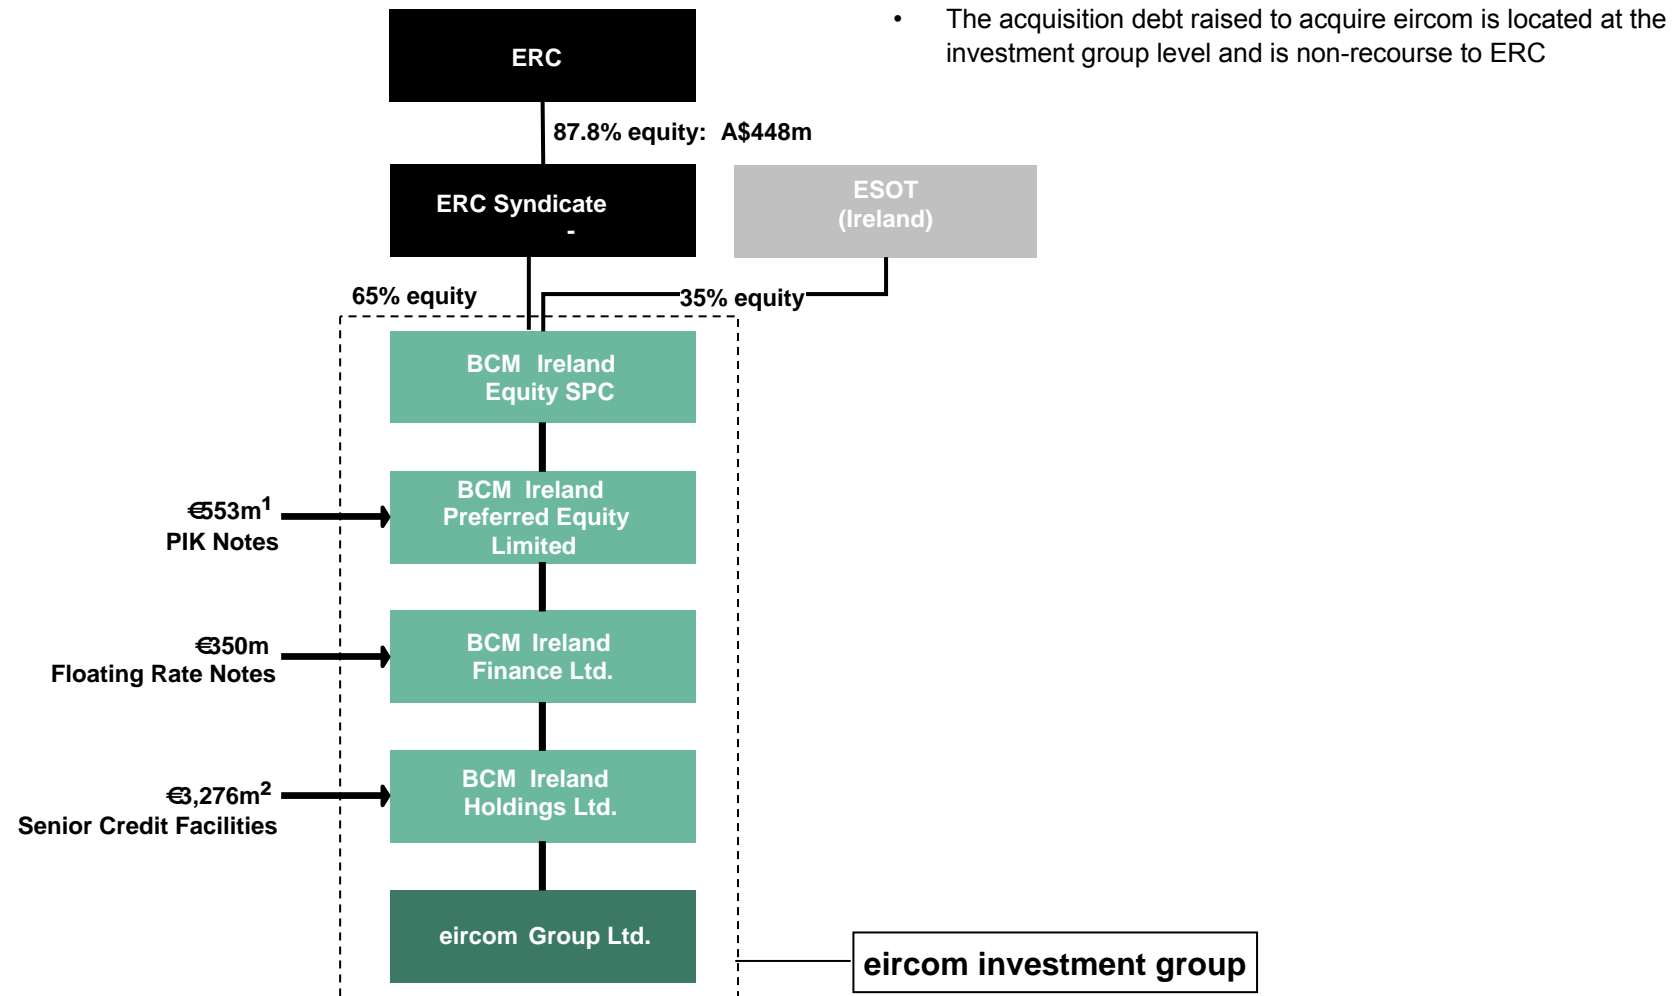 • The acquisition debt raised to acquire eircom is located at the
investment group level and is non-recourse to ERC
ERC
87.8% equity: A$448m
ERC Syndicate
-
ESOT
(Ireland)
65% equity
35% equity
BCM Ireland
Equity SPC
€553m¹
PIK Notes
BCM Ireland
Preferred Equity
Limited
€350m
Floating Rate Notes
BCM Ireland
Finance Ltd.
€3,276m²
Senior Credit Facilities
BCM Ireland
Holdings Ltd.
eircom Group Ltd.
eircom investment group